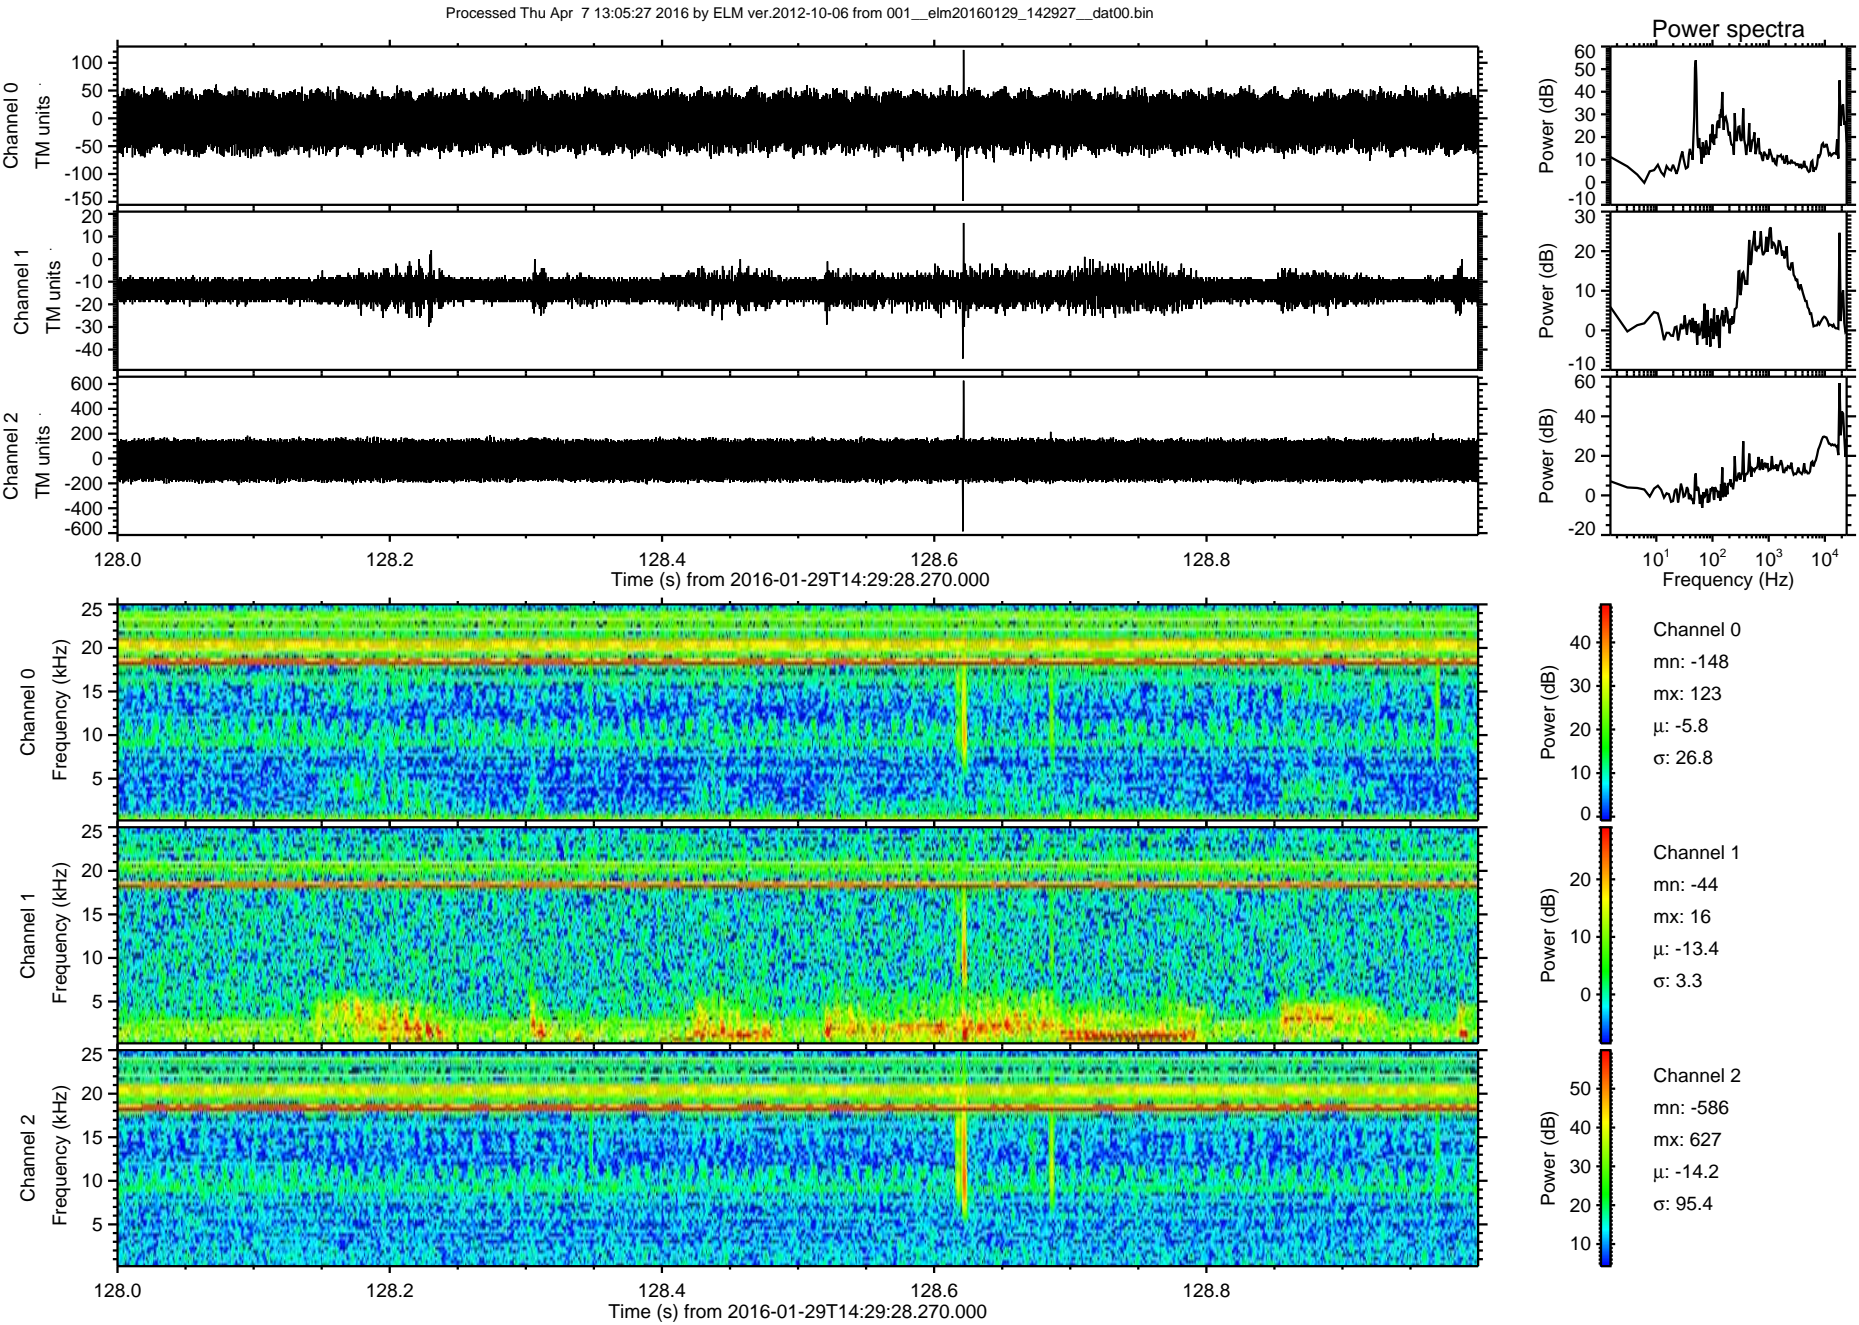 Processed Thu Apr  7 13:05:27 2016 by ELM ver.2012-10-06 from 001__elm20160129_142927__dat00.bin
Power spectra
Channel 0
TM units
100
50
0
-50
-100
-150
Power (dB)
60
50
40
30
20
10
0
-10
Channel 1
TM units
20
10
0
-10
-20
-30
-40
Power (dB)
30
20
10
0
-10
Channel 2
TM units
600
400
200
0
-200
-400
-600
Power (dB)
60
40
20
0
-20
128.0 128.2 128.4 128.6 128.8
Time (s) from 2016-01-29T14:29:28.270.000
10^1 10^2 10^3 10^4
Frequency (Hz)
Channel 0
Frequency (kHz)
25
20
15
10
5
Power (dB)
40
30
20
10
0
Channel 0
mn: -148
mx: 123
μ: -5.8
σ: 26.8
Channel 1
Frequency (kHz)
25
20
15
10
5
Power (dB)
20
10
0
Channel 1
mn: -44
mx: 16
μ: -13.4
σ: 3.3
Channel 2
Frequency (kHz)
25
20
15
10
5
Power (dB)
50
40
30
20
10
Channel 2
mn: -586
mx: 627
μ: -14.2
σ: 95.4
128.0 128.2 128.4 128.6 128.8
Time (s) from 2016-01-29T14:29:28.270.000